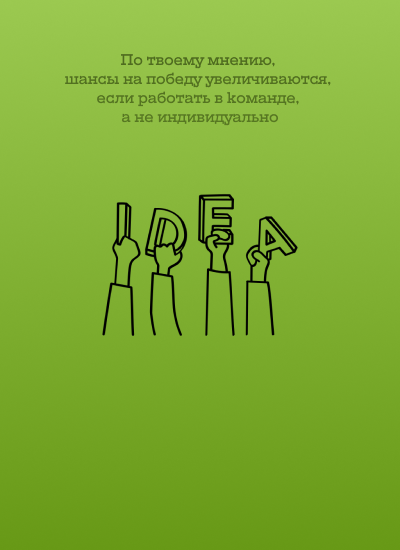 По твоему мнению,
шансы на победу увеличиваются,
если работать в команде,
а не индивидуально
IDEA